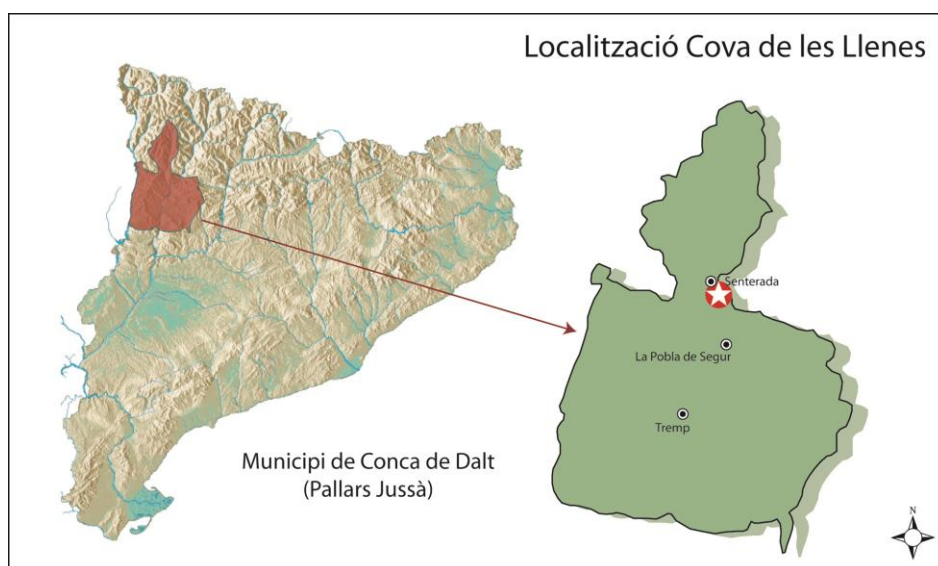 Localització Cova de les Llenes
Senterada
La Pobla de Segur
Tremp
Municipi de Conca de Dalt
(Pallars Jussà)
N